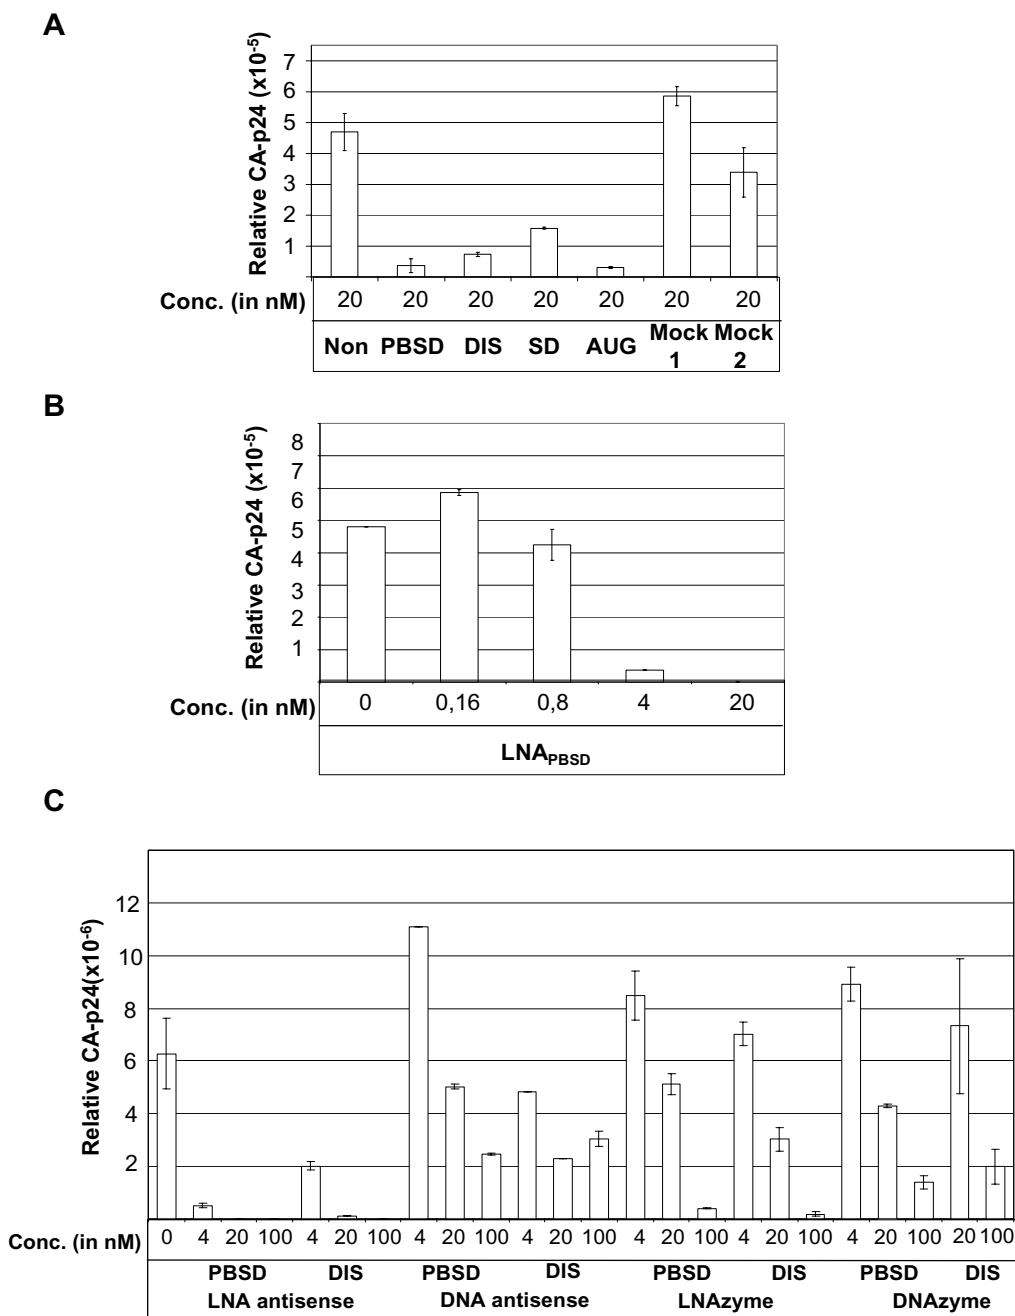 A
Relative CA-p24 (x10-5)
7
6
5
4
3
2
1
Conc. (in nM) 20 20 20 20 20 20 20
Non PBSD DIS SD AUG Mock 1 Mock 2
B
Relative CA-p24 (x10-5)
8
7
6
5
4
3
2
1
Conc. (in nM) 0 0,16 0,8 4 20
LNAPBSD
C
Relative CA-p24(x10-6)
12
10
8
6
4
2
Conc. (in nM) 0 4 20 100 4 20 100 4 20 100 4 20 100 4 20 100 4 20 100 4 20 100 20 100
PBSD DIS PBSD DIS PBSD DIS PBSD DIS
LNA antisense DNA antisense LNAzyme DNAzyme